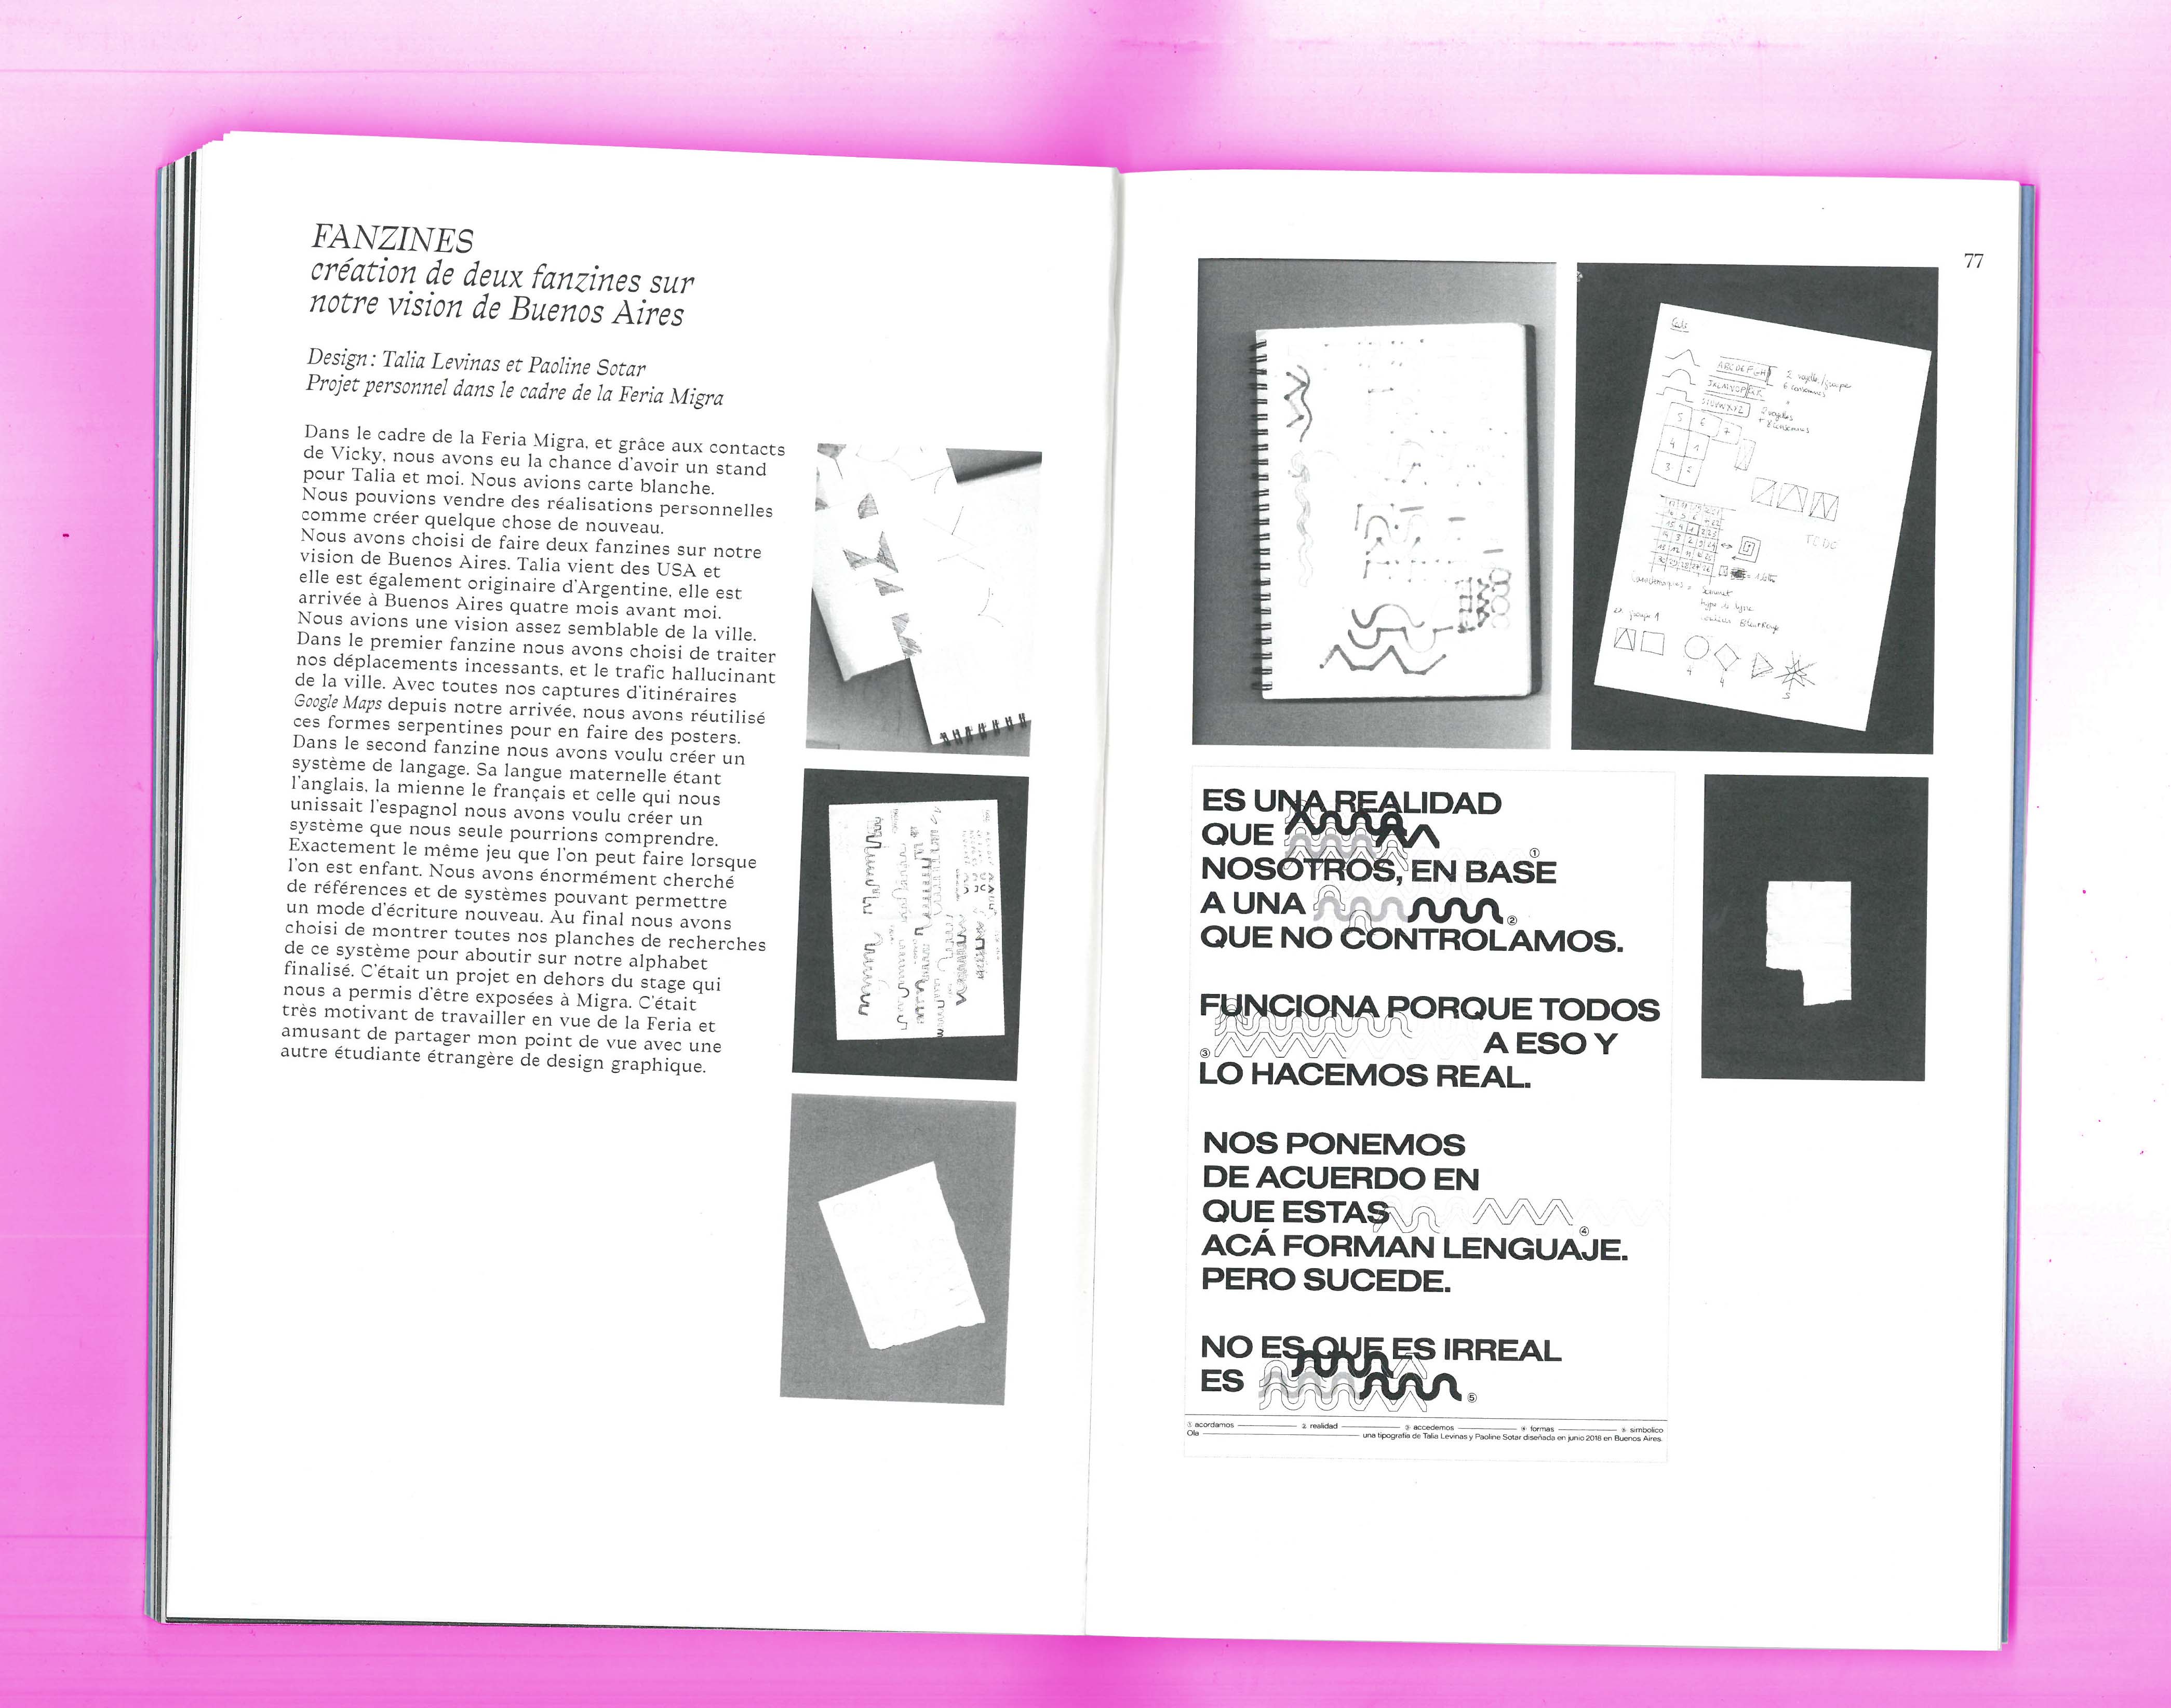 FANZINES
création de deux fanzines sur
notre vision de Buenos Aires
Design : Talia Levinas et Paoline Sotar
Projet personnel dans le cadre de la Feria Migra
Dans le cadre de la Feria Migra, et grâce aux contacts
de Vicky, nous avons eu la chance d'avoir un stand
pour Talia et moi. Nous avions carte blanche.
Nous pouvions vendre des réalisations personnelles
comme créer quelque chose de nouveau.
Nous avons choisi de faire deux fanzines sur notre
vision de Buenos Aires. Talia vient des USA et
elle est également originaire d'Argentine, elle est
arrivée à Buenos Aires quatre mois avant moi.
Nous avions une vision assez semblable de la ville.
Dans le premier fanzine nous avons choisi de traiter
nos déplacements incessants, et le trafic hallucinant
de la ville. Avec toutes nos captures d'itinéraires
Google Maps depuis notre arrivée, nous avons réutilisé
ces formes serpentines pour en faire des posters.
Dans le second fanzine nous avons voulu créer un
système de langage. Sa langue maternelle étant
l'anglais, la mienne le français et celle qui nous
unissait l'espagnol nous avons voulu créer un
système que nous seule pourrions comprendre.
Exactement le même jeu que l'on peut faire lorsque
l'on est enfant. Nous avons énormément cherché
de références et de systèmes pouvant permettre
un mode d'écriture nouveau. Au final nous avons
choisi de montrer toutes nos planches de recherches
de ce système pour aboutir sur notre alphabet
finalisé. C'était un projet en dehors du stage qui
nous a permis d'être exposées à Migra. C'était
très motivant de travailler en vue de la Feria et
amusant de partager mon point de vue avec une
autre étudiante étrangère de design graphique.
77
ES UNA REALIDAD
QUE ①
NOSOTROS, EN BASE
A UNA ②
QUE NO CONTROLAMOS.
FUNCIONA PORQUE TODOS
③ A ESO Y
LO HACEMOS REAL.
NOS PONEMOS
DE ACUERDO EN
QUE ESTAS ④
ACÁ FORMAN LENGUAJE.
PERO SUCEDE.
NO ES QUE ES IRREAL
ES ⑤
① acordamos ② realidad ③ accedemos ④ formas ⑤ simbolico
Ola una tipografía de Talia Levinas y Paoline Sotar diseñada en junio 2018 en Buenos Aires.